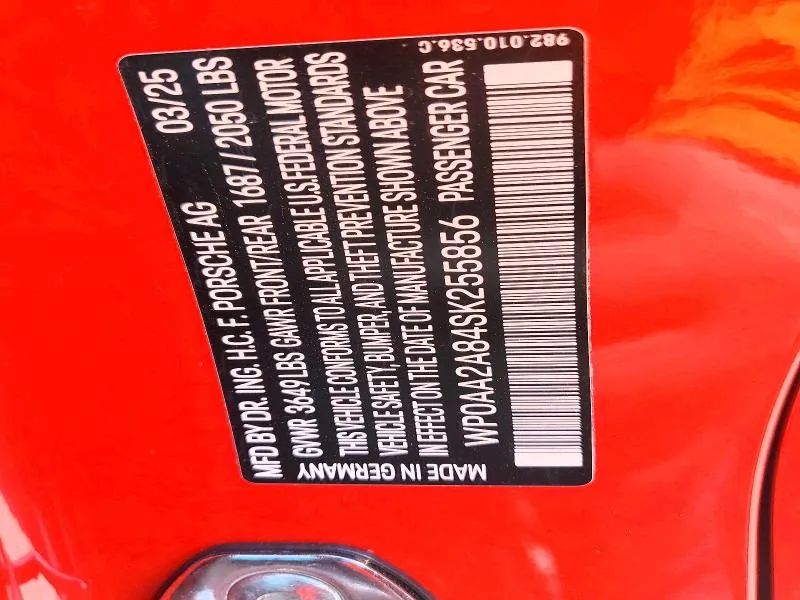 MFD BY DR. ING. H.C. F. PORSCHE AG 03/25
GVWR 3649 LBS GAWR FRONT/REAR 1687// 2050 LBS
THIS VEHICLE CONFORMS TO ALL APPLICABLE U.S. FEDERAL MOTOR
VEHICLE SAFETY, BUMPER, AND THEFT PREVENTION STANDARDS
IN EFFECT ON THE DATE OF MANUFACTURE SHOWN ABOVE
WP0AA2A84SK255856 PASSENGER CAR
MADE IN GERMANY
982.010.536.C